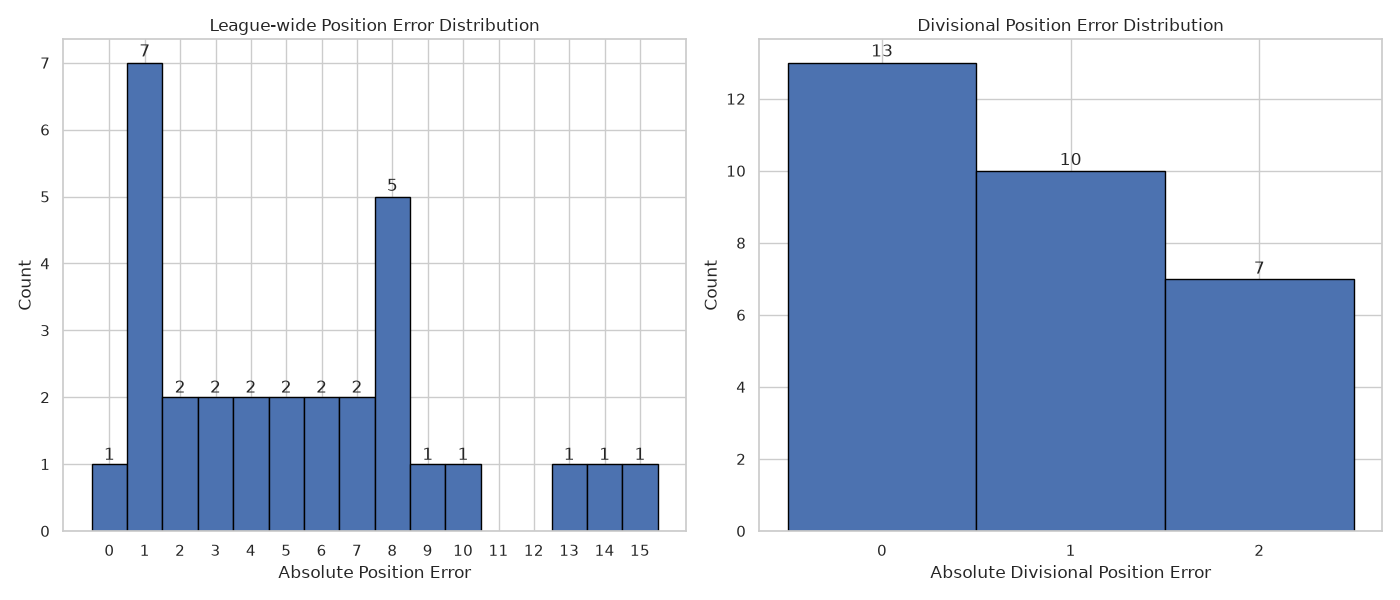 League-wide Position Error Distribution
7
7
6
5
5
4
Count
3
2 2 2 2 2 2
2
1 1 1 1 1 1
1
0
0 1 2 3 4 5 6 7 8 9 10 11 12 13 14 15
Absolute Position Error
Divisional Position Error Distribution
13
12
10
10
8
Count
7
6
4
2
0
0 1 2
Absolute Divisional Position Error